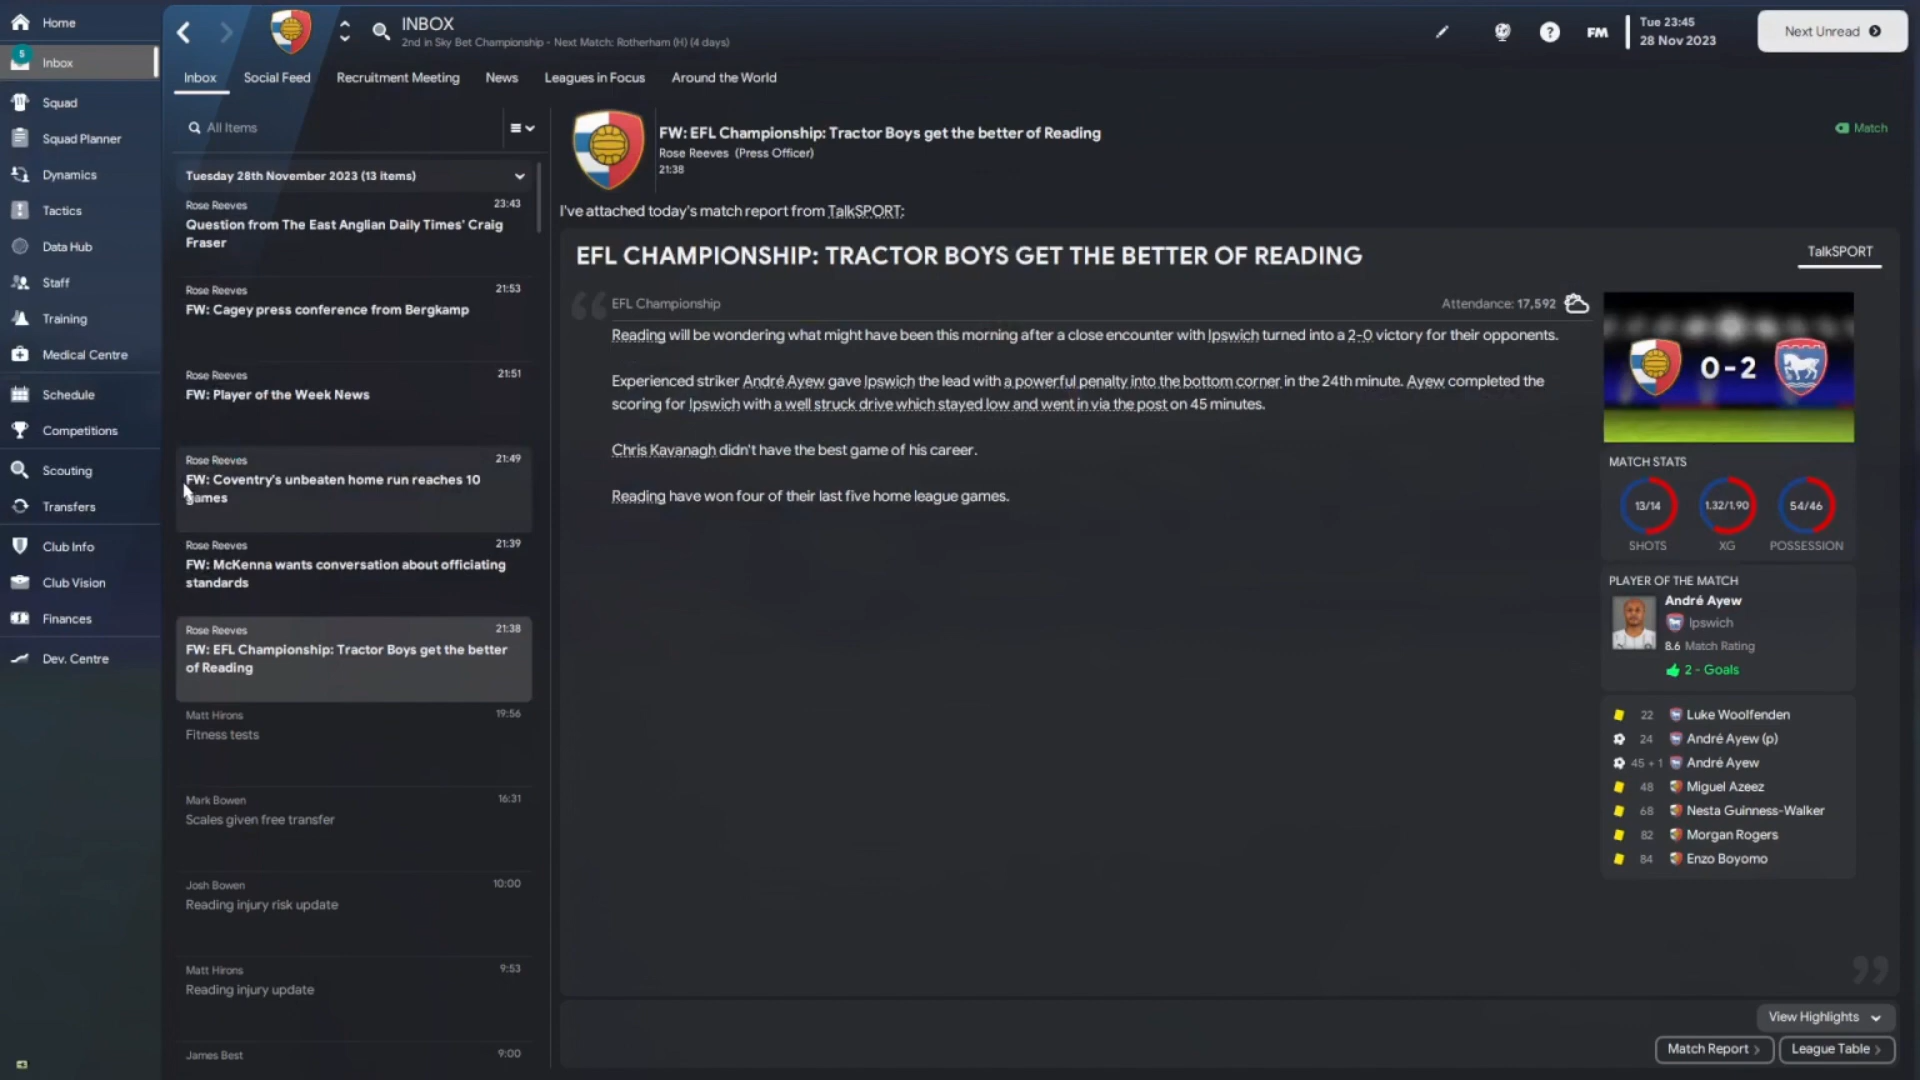 Home
5
Inbox
Squad
Squad Planner
Dynamics
Tactics
Data Hub
Staff
Training
Medical Centre
Schedule
Competitions
Scouting
Transfers
Club Info
Club Vision
Finances
Dev. Centre
INBOX
2nd in Sky Bet Championship - Next Match: Rotherham (H) (4 days)
?
FM
Tue 23:45
28 Nov 2023
Next Unread
Inbox
Social Feed
Recruitment Meeting
News
Leagues in Focus
Around the World
All Items
Tuesday 28th November 2023 (13 items)
Rose Reeves 23:43
Question from The East Anglian Daily Times' Craig
Fraser
Rose Reeves 21:53
FW: Cagey press conference from Bergkamp
Rose Reeves 21:51
FW: Player of the Week News
Rose Reeves 21:49
FW: Coventry's unbeaten home run reaches 10
games
Rose Reeves 21:39
FW: McKenna wants conversation about officiating
standards
Rose Reeves 21:38
FW: EFL Championship: Tractor Boys get the better
of Reading
Matt Hirons 19:56
Fitness tests
Mark Bowen 16:31
Scales given free transfer
Josh Bowen 10:00
Reading injury risk update
Matt Hirons 9:53
Reading injury update
James Best 9:00
FW: EFL Championship: Tractor Boys get the better of Reading
Rose Reeves (Press Officer)
21:38
Match
I've attached today's match report from TalkSPORT:
EFL CHAMPIONSHIP: TRACTOR BOYS GET THE BETTER OF READING
TalkSPORT
EFL Championship
Attendance: 17,592
Reading will be wondering what might have been this morning after a close encounter with Ipswich turned into a 2-0 victory for their opponents.
Experienced striker André Ayew gave Ipswich the lead with a powerful penalty into the bottom corner in the 24th minute. Ayew completed the
scoring for Ipswich with a well struck drive which stayed low and went in via the post on 45 minutes.
Chris Kavanagh didn't have the best game of his career.
Reading have won four of their last five home league games.
0-2
MATCH STATS
13/14 1.32/1.90 54/46
SHOTS XG POSSESSION
PLAYER OF THE MATCH
André Ayew
Ipswich
8.6 Match Rating
2 - Goals
22 Luke Woolfenden
24 André Ayew (p)
45 + 1 André Ayew
48 Miguel Azeez
68 Nesta Guinness-Walker
82 Morgan Rogers
84 Enzo Boyomo
View Highlights
Match Report
League Table